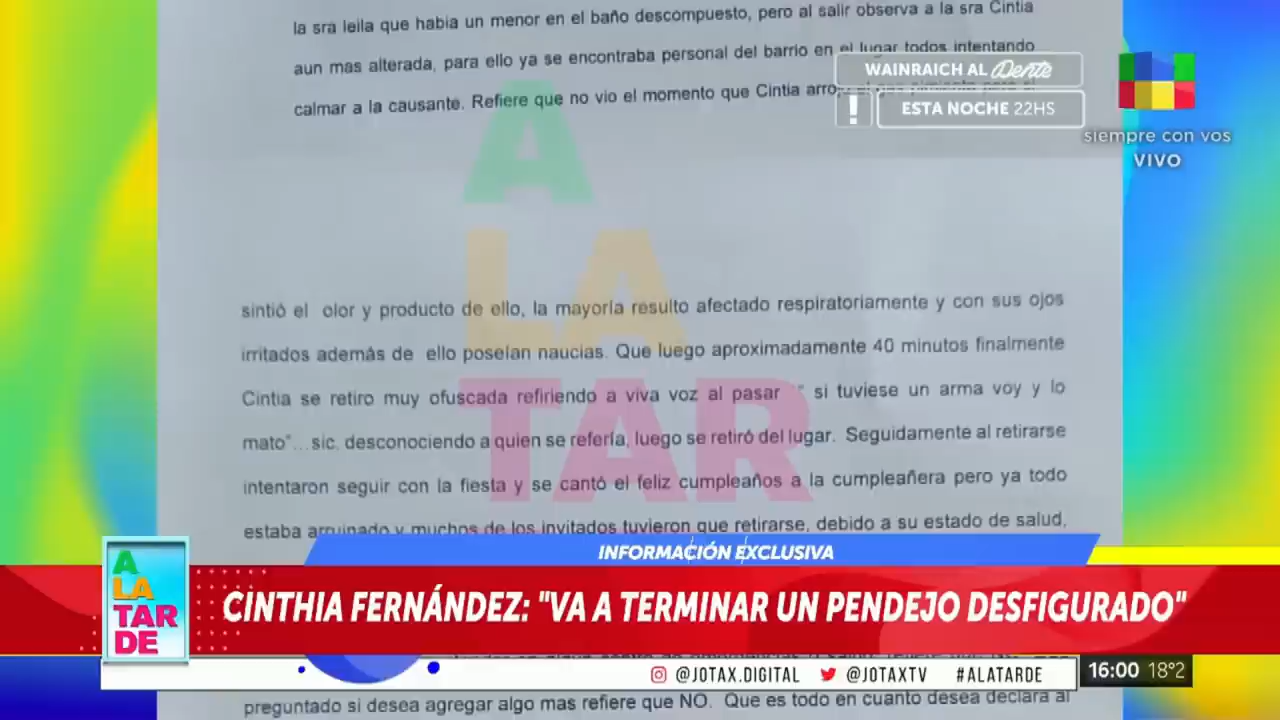 la sra leila que habia un menor en el baño descompuesto, pero al salir observa a la sra Cintia
aun mas alterada, para ello ya se encontraba personal del barrio en el lugar todos intentando
calmar a la causante. Refiere que no vio el momento que Cintia
WAINRAICH AL Dente
! ESTA NOCHE 22HS
siempre con vos
VIVO
A
LA
TAR
sintió el olor y producto de ello, la mayoría resulto afectado respiratoriamente y con sus ojos
irritados además de ello poseían naucias. Que luego aproximadamente 40 minutos finalmente
Cintia se retiro muy ofuscada refiriendo a viva voz al pasar " si tuviese un arma voy y lo
mato"...sic, desconociendo a quien se refería, luego se retiró del lugar. Seguidamente al retirarse
intentaron seguir con la fiesta y se cantó el feliz cumpleaños a la cumpleañera pero ya todo
estaba arruinado y muchos de los invitados tuvieron que retirarse, debido a su estado de salud,
INFORMACIÓN EXCLUSIVA
A
LA
TAR
DE
CINTHIA FERNÁNDEZ: "VA A TERMINAR UN PENDEJO DESFIGURADO"
@JOTAX.DIGITAL @JOTAXTV #ALATARDE
16:00 18°2
preguntado si desea agregar algo mas refiere que NO. Que es todo en cuanto desea declara al